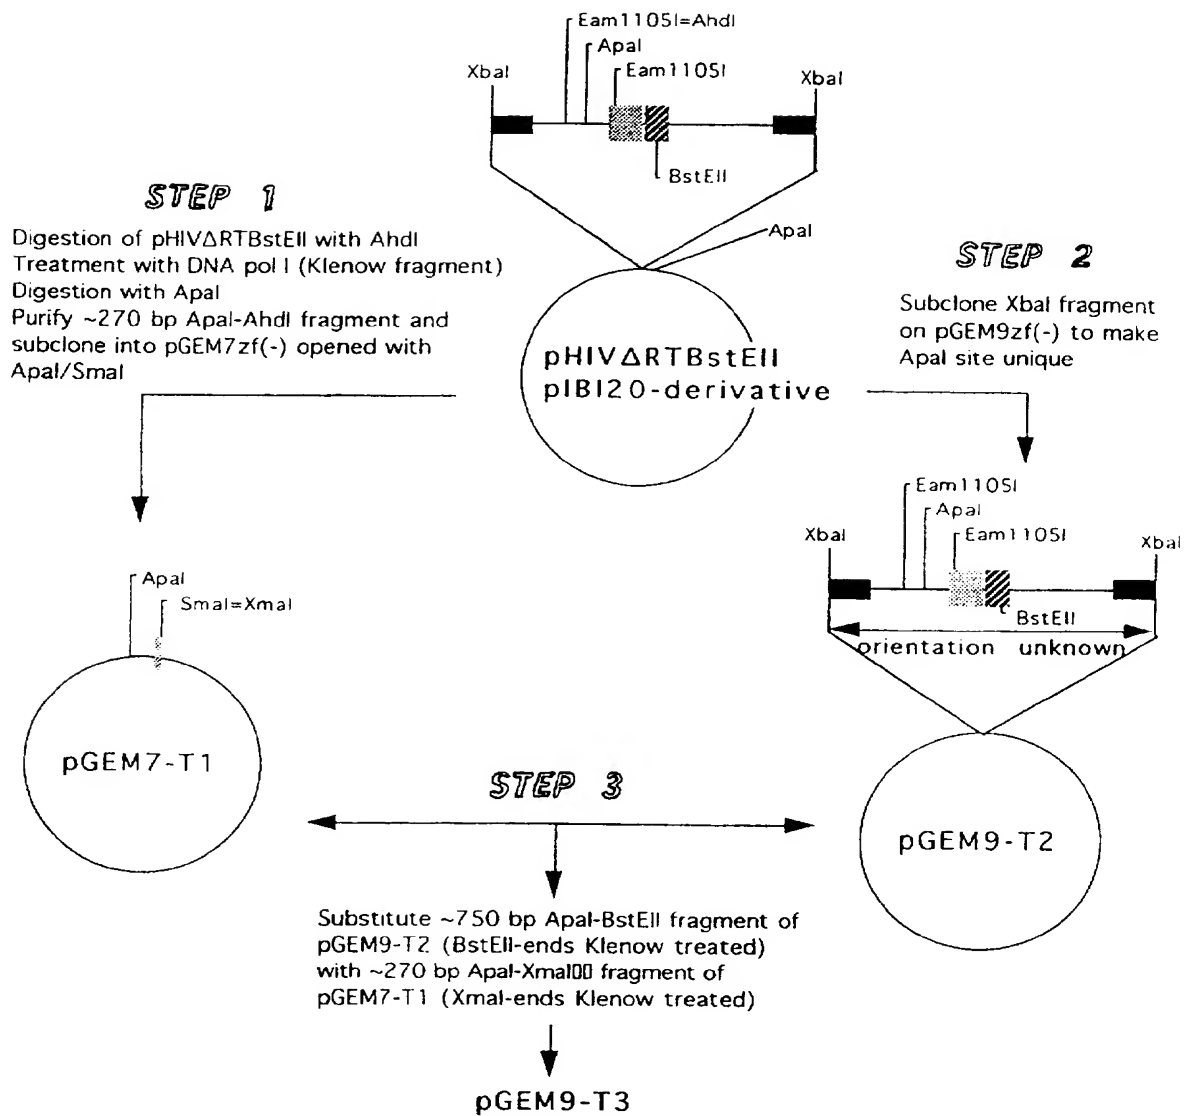 Eam1105I=AhdI
ApaI
Eam1105I
XbaI
XbaI
BstEII
ApaI
STEP 1
Digestion of pHIVΔRTBstEII with AhdI
Treatment with DNA pol I (Klenow fragment)
Digestion with ApaI
Purify ~270 bp ApaI-AhdI fragment and
subclone into pGEM7zf(-) opened with
ApaI/SmaI
STEP 2
Subclone XbaI fragment
on pGEM9zf(-) to make
ApaI site unique
pHIVΔRTBstEII
pIBI20-derivative
Eam1105I
ApaI
Eam1105I
XbaI
XbaI
BstEII
orientation unknown
ApaI
SmaI=XmaI
pGEM7-T1
STEP 3
pGEM9-T2
Substitute ~750 bp ApaI-BstEII fragment of
pGEM9-T2 (BstEII-ends Klenow treated)
with ~270 bp ApaI-XmaI fragment of
pGEM7-T1 (XmaI-ends Klenow treated)
pGEM9-T3